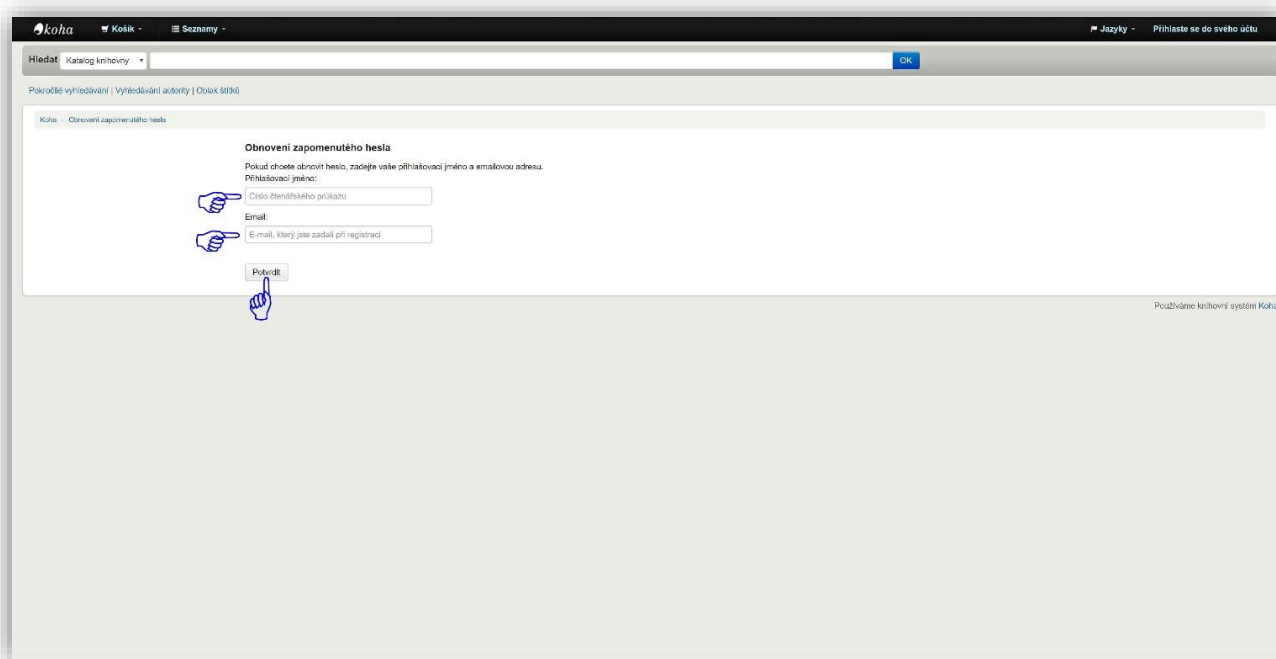 koha Košík Seznamy Jazyky Přihlaste se do svého účtu
Hledat Katalog knihovny OK
Pokročilé vyhledávání | Vyhledávání autority | Oblak štítků
Koha Obnovení zapomenutého hesla
Obnovení zapomenutého hesla
Pokud chcete obnovit heslo, zadejte vaše přihlašovací jméno a emailovou adresu.
Přihlašovací jméno:
Číslo čtenářského průkazu
Email:
E-mail, který jste zadali při registraci
Potvrdit
Používáme knihovní systém Koha